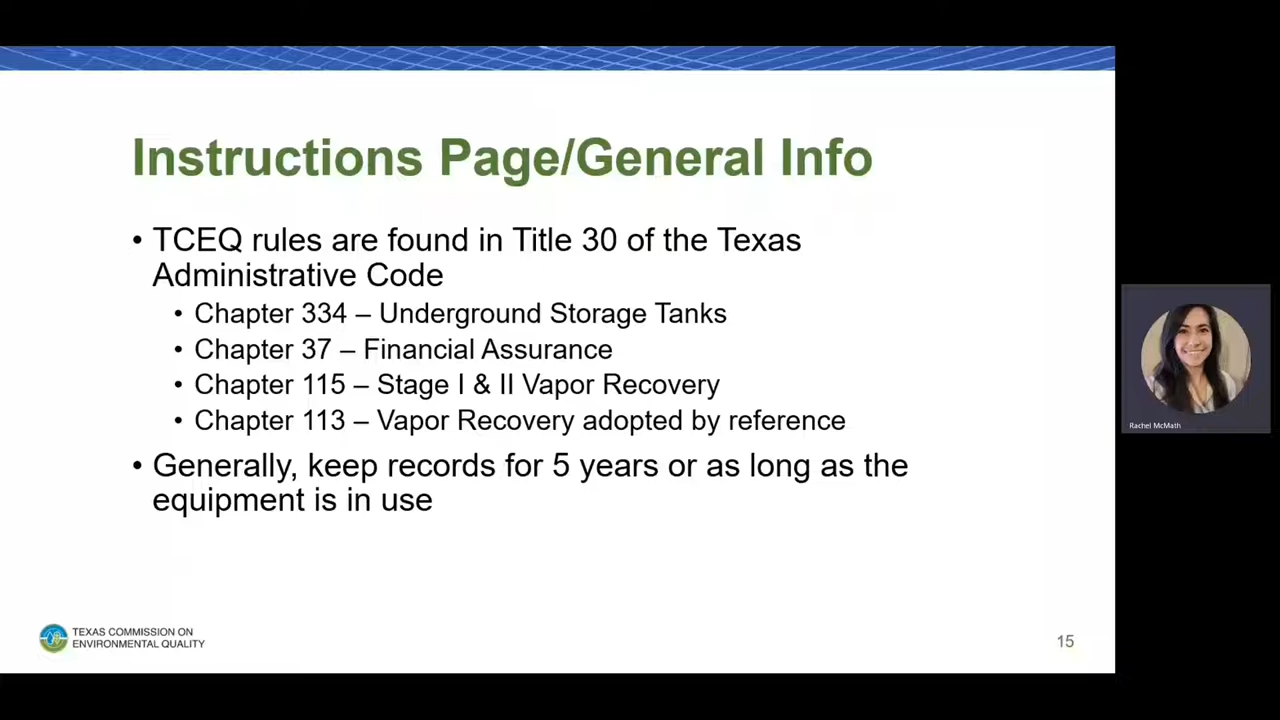 Instructions Page/General Info
• TCEQ rules are found in Title 30 of the Texas
Administrative Code
• Chapter 334 – Underground Storage Tanks
• Chapter 37 – Financial Assurance
• Chapter 115 – Stage I & II Vapor Recovery
• Chapter 113 – Vapor Recovery adopted by reference
• Generally, keep records for 5 years or as long as the
equipment is in use
Rachel McMath
TEXAS COMMISSION ON
ENVIRONMENTAL QUALITY
15